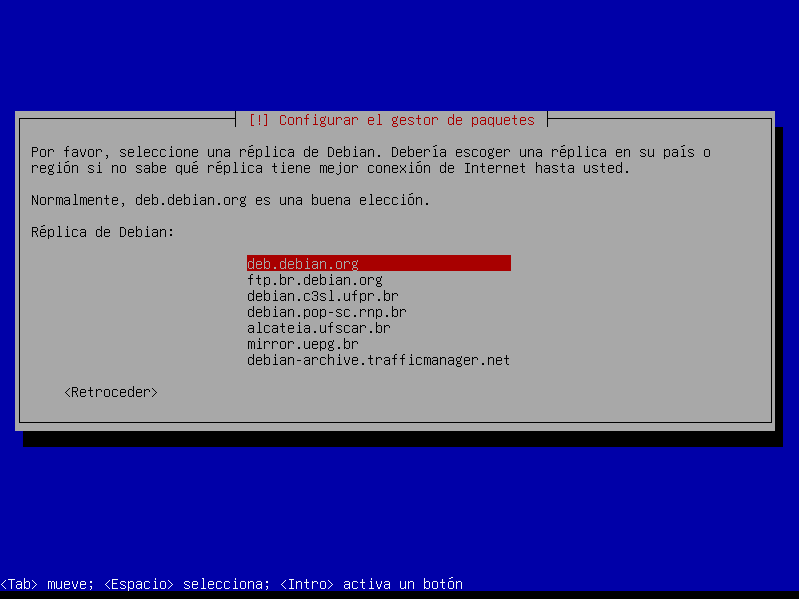 [!] Configurar el gestor de paquetes
Por favor, seleccione una réplica de Debian. Debería escoger una réplica en su país o
región si no sabe qué réplica tiene mejor conexión de Internet hasta usted.
Normalmente, deb.debian.org es una buena elección.
Réplica de Debian:
deb.debian.org
ftp.br.debian.org
debian.c3sl.ufpr.br
debian.pop-sc.rnp.br
alcateia.ufscar.br
mirror.uepg.br
debian-archive.trafficmanager.net
<Retroceder>
<Tab> mueve; <Espacio> selecciona; <Intro> activa un botón